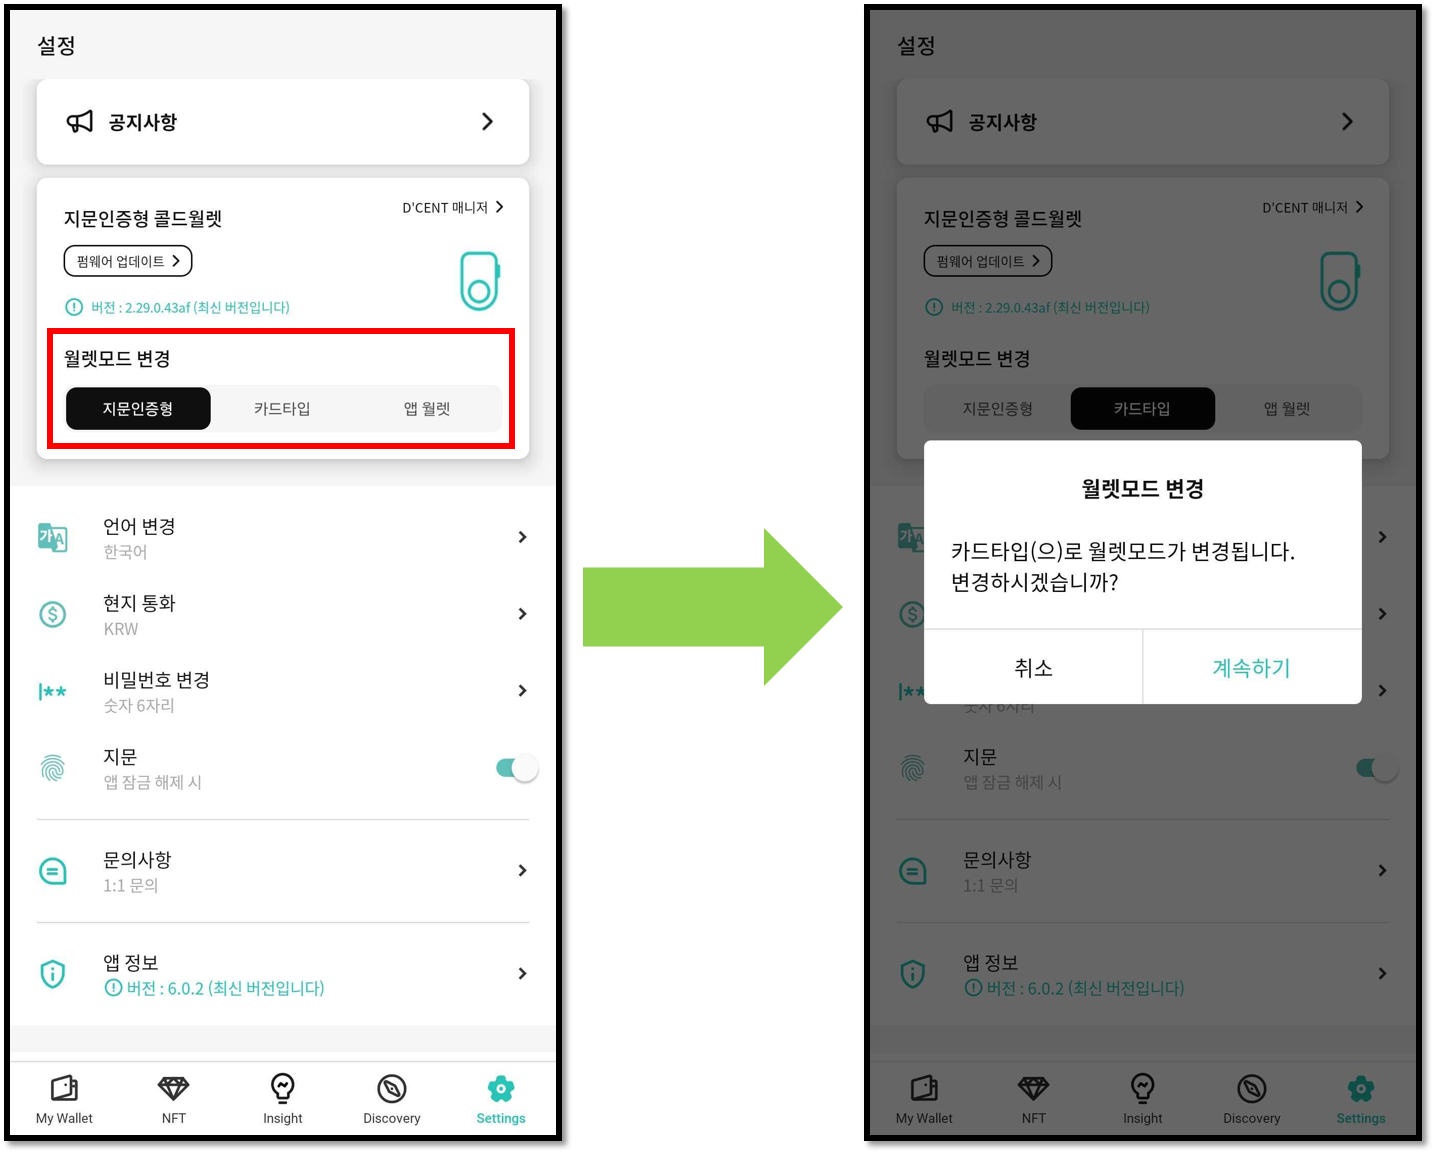 설정
공지사항
D'CENT 매니저
지문인증형 콜드월렛
펌웨어 업데이트
버전 : 2.29.0.43af (최신 버전입니다)
월렛모드 변경
지문인증형 카드타입 앱 월렛
언어 변경
한국어
현지 통화
KRW
비밀번호 변경
숫자 6자리
지문
앱 잠금 해제 시
문의사항
1:1 문의
앱 정보
버전 : 6.0.2 (최신 버전입니다)
My Wallet NFT Insight Discovery Settings
설정
공지사항
D'CENT 매니저
지문인증형 콜드월렛
펌웨어 업데이트
버전 : 2.29.0.43af (최신 버전입니다)
월렛모드 변경
지문인증형 카드타입 앱 월렛
월렛모드 변경
카드타입(으)로 월렛모드가 변경됩니다.
변경하시겠습니까?
취소 계속하기
숫자 6자리
지문
앱 잠금 해제 시
문의사항
1:1 문의
앱 정보
버전 : 6.0.2 (최신 버전입니다)
My Wallet NFT Insight Discovery Settings